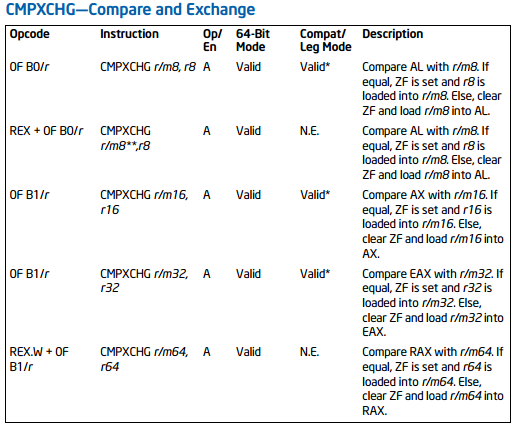 CMPXCHG—Compare and Exchange
Opcode Instruction Op/ 64-Bit Compat/ Description
En Mode Leg Mode
0F B0/r CMPXCHG r/m8, r8 A Valid Valid* Compare AL with r/m8. If
equal, ZF is set and r8 is
loaded into r/m8. Else, clear
ZF and load r/m8 into AL.
REX + 0F B0/r CMPXCHG A Valid N.E. Compare AL with r/m8. If
r/m8**,r8 equal, ZF is set and r8 is
loaded into r/m8. Else, clear
ZF and load r/m8 into AL.
0F B1/r CMPXCHG r/m16, A Valid Valid* Compare AX with r/m16. If
r16 equal, ZF is set and r16 is
loaded into r/m16. Else,
clear ZF and load r/m16 into
AX.
0F B1/r CMPXCHG r/m32, A Valid Valid* Compare EAX with r/m32. If
r32 equal, ZF is set and r32 is
loaded into r/m32. Else,
clear ZF and load r/m32 into
EAX.
REX.W + 0F CMPXCHG r/m64, A Valid N.E. Compare RAX with r/m64. If
B1/r r64 equal, ZF is set and r64 is
loaded into r/m64. Else,
clear ZF and load r/m64 into
RAX.